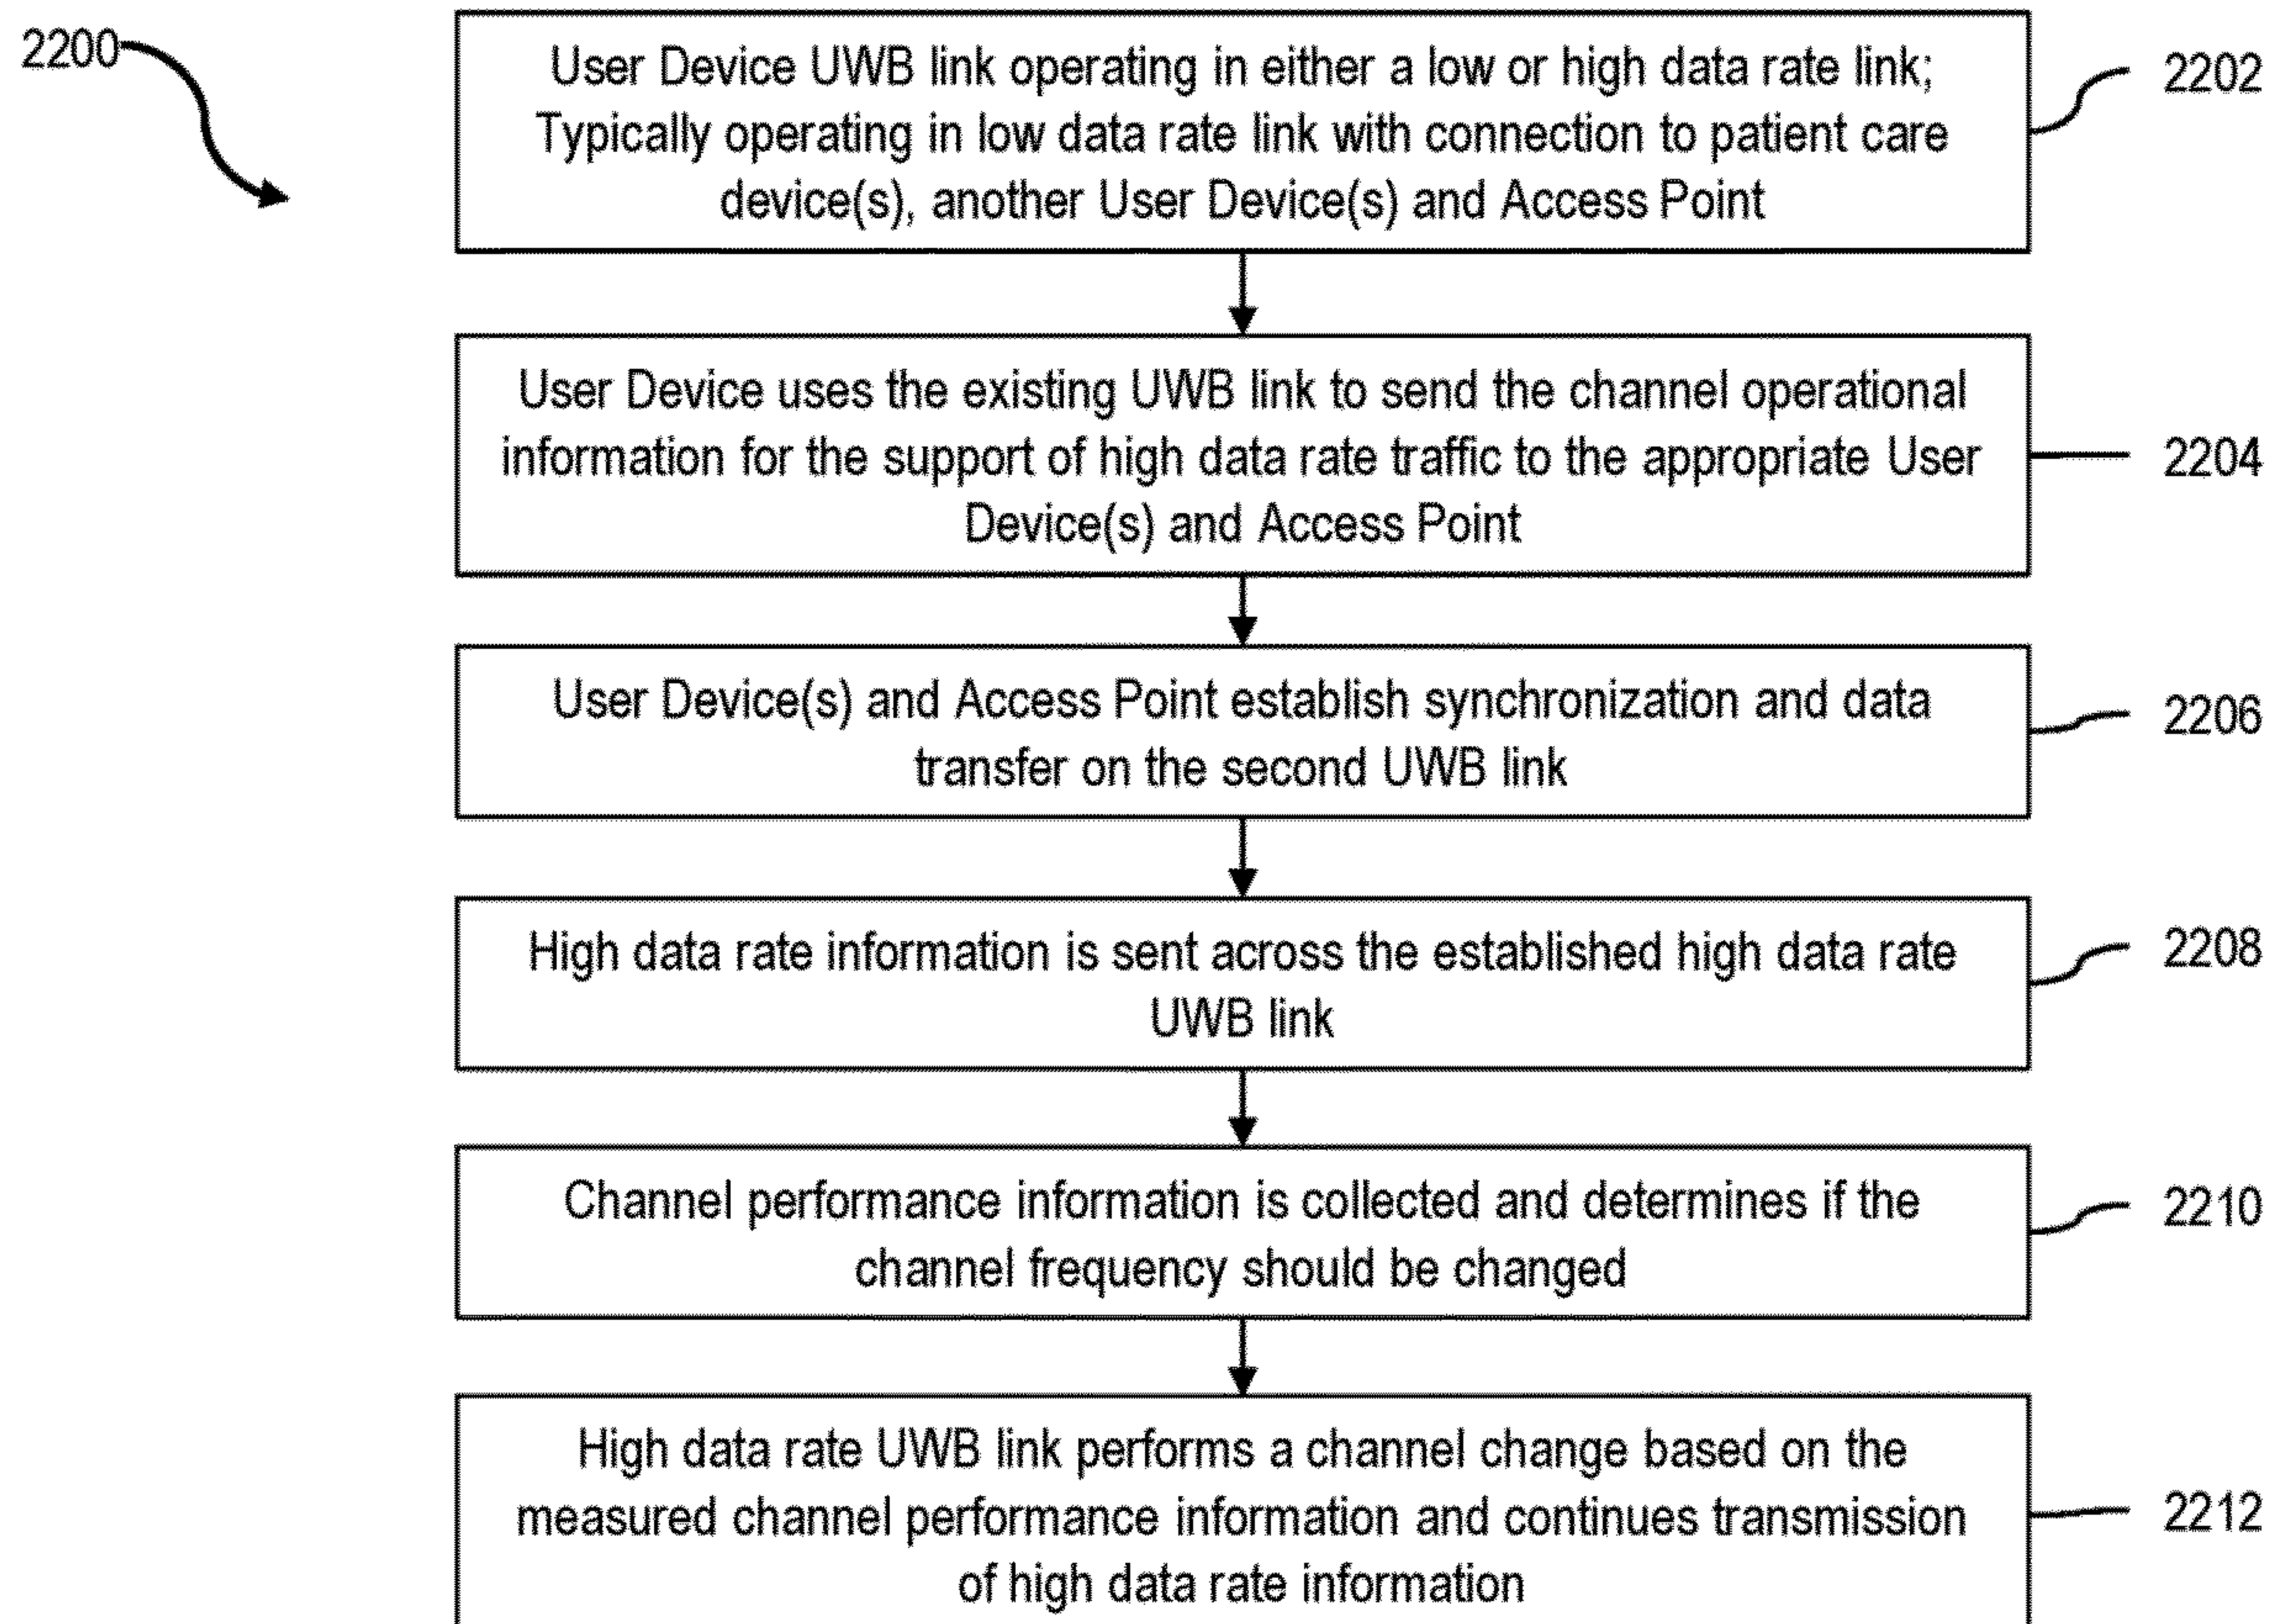 2200
User Device UWB link operating in either a low or high data rate link;
Typically operating in low data rate link with connection to patient care
device(s), another User Device(s) and Access Point
2202
User Device uses the existing UWB link to send the channel operational
information for the support of high data rate traffic to the appropriate User
Device(s) and Access Point
2204
User Device(s) and Access Point establish synchronization and data
transfer on the second UWB link
2206
High data rate information is sent across the established high data rate
UWB link
2208
Channel performance information is collected and determines if the
channel frequency should be changed
2210
High data rate UWB link performs a channel change based on the
measured channel performance information and continues transmission
of high data rate information
2212